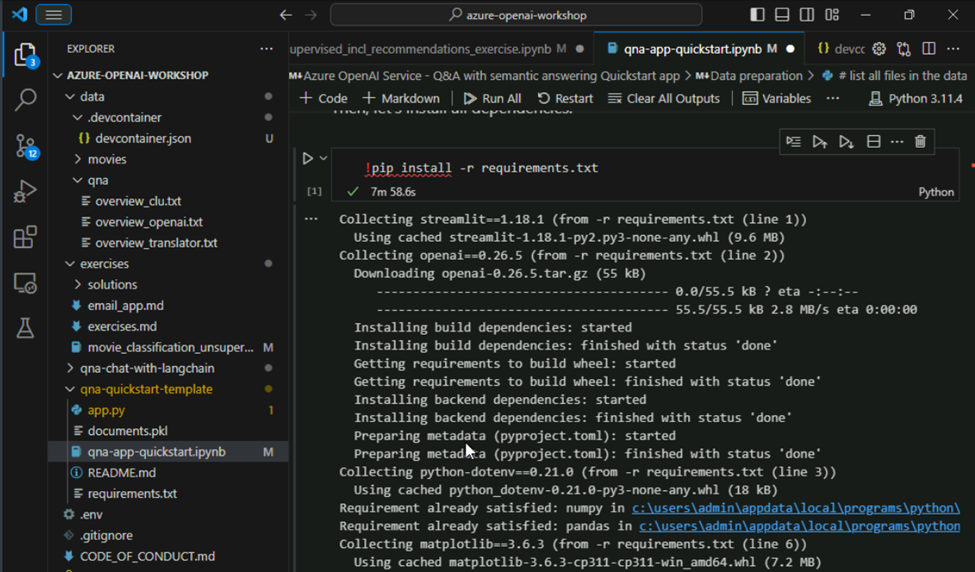 azure-openai-workshop
EXPLORER
AZURE-OPENAI-WORKSHOP
data
.devcontainer
{} devcontainer.json U
movies
qna
overview_clu.txt
overview_openai.txt
overview_translator.txt
exercises
solutions
email_app.md
exercises.md
movie_classification_unsuper... M
qna-chat-with-langchain
qna-quickstart-template
app.py 1
documents.pkl
qna-app-quickstart.ipynb M
README.md
requirements.txt
.env
.gitignore
CODE_OF_CONDUCT.md
3
12
upervised_incl_recommendations_exercise.ipynb M
qna-app-quickstart.ipynb M
{} devcc
M↓Azure OpenAI Service - Q&A with semantic answering Quickstart app > M↓Data preparation > # list all files in the data
+ Code + Markdown | Run All Restart Clear All Outputs | Variables ... Python 3.11.4
Then, let's install all dependencies.
!pip install -r requirements.txt
[1] 7m 58.6s Python
Collecting streamlit==1.18.1 (from -r requirements.txt (line 1))
Using cached streamlit-1.18.1-py2.py3-none-any.whl (9.6 MB)
Collecting openai==0.26.5 (from -r requirements.txt (line 2))
Downloading openai-0.26.5.tar.gz (55 kB)
---------------------------------------- 0.0/55.5 kB ? eta -:--:--
---------------------------------------- 55.5/55.5 kB 2.8 MB/s eta 0:00:00
Installing build dependencies: started
Installing build dependencies: finished with status 'done'
Getting requirements to build wheel: started
Getting requirements to build wheel: finished with status 'done'
Installing backend dependencies: started
Installing backend dependencies: finished with status 'done'
Preparing metadata (pyproject.toml): started
Preparing metadata (pyproject.toml): finished with status 'done'
Collecting python-dotenv==0.21.0 (from -r requirements.txt (line 3))
Using cached python_dotenv-0.21.0-py3-none-any.whl (18 kB)
Requirement already satisfied: numpy in c:\users\admin\appdata\local\programs\python\
Requirement already satisfied: pandas in c:\users\admin\appdata\local\programs\python
Collecting matplotlib==3.6.3 (from -r requirements.txt (line 6))
Using cached matplotlib-3.6.3-cp311-cp311-win_amd64.whl (7.2 MB)